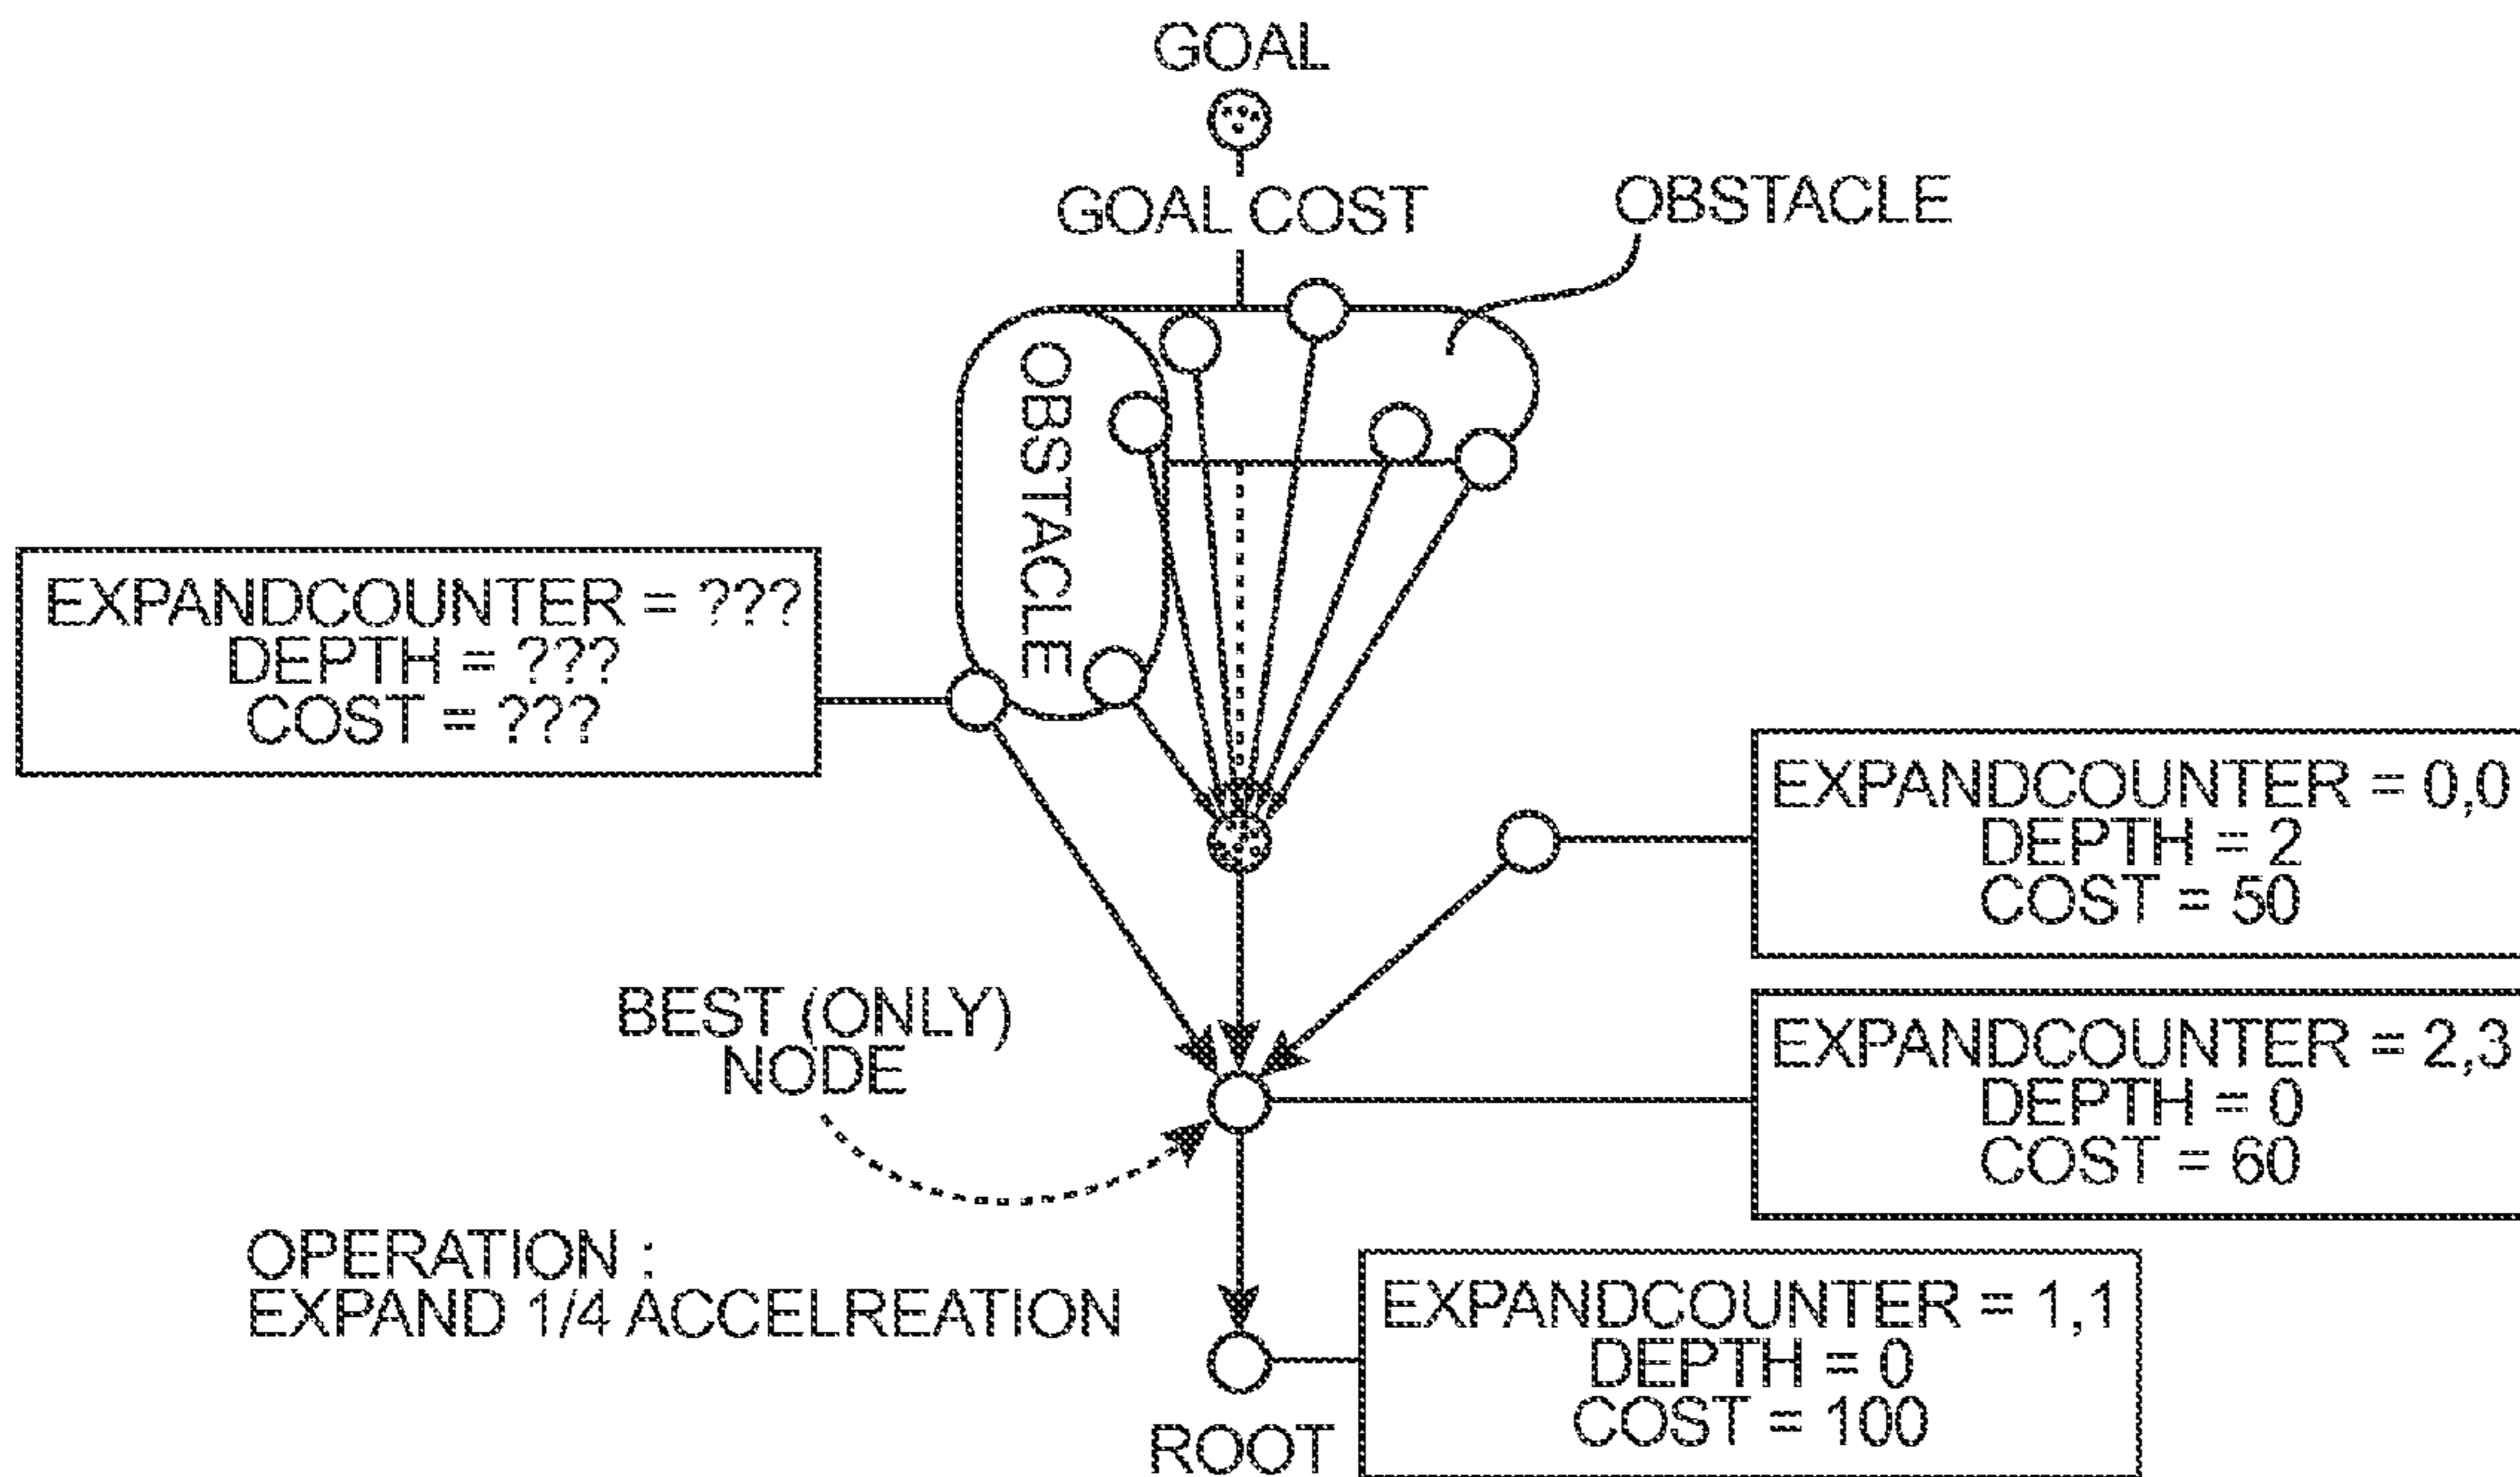 GOAL
GOAL COST
OBSTACLE
OBSTACLE
EXPANDCOUNTER = ???
DEPTH = ???
COST = ???
EXPANDCOUNTER = 0,0
DEPTH = 2
COST = 50
BEST (ONLY)
NODE
EXPANDCOUNTER = 2,3
DEPTH = 0
COST = 60
OPERATION :
EXPAND 1/4 ACCELREATION
EXPANDCOUNTER = 1,1
DEPTH = 0
COST = 100
ROOT